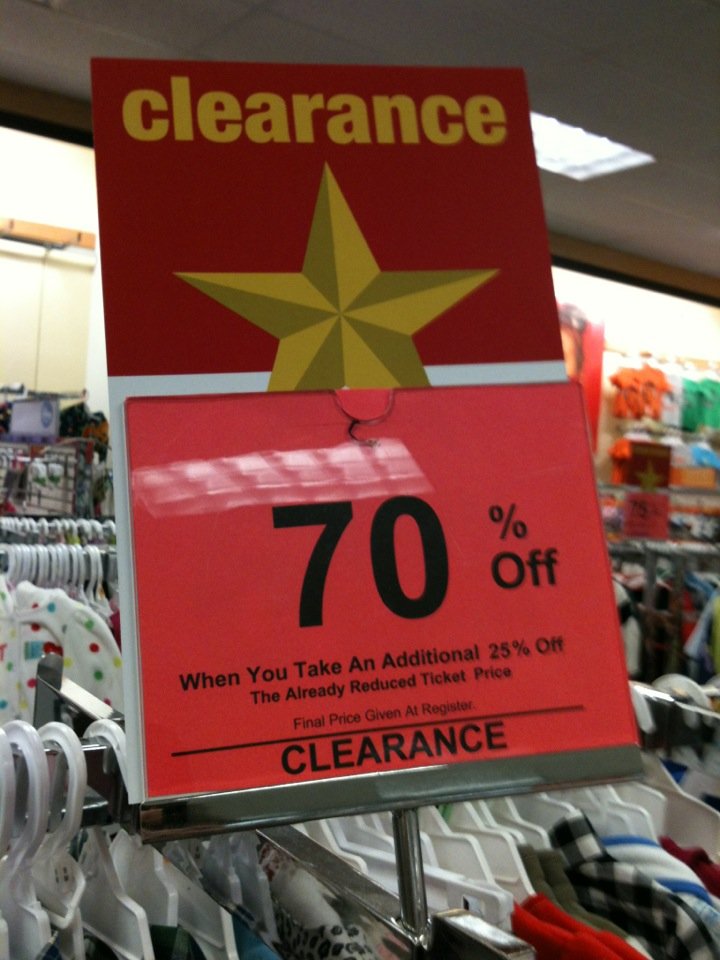 clearance
70 % Off
When You Take An Additional 25% Off
The Already Reduced Ticket Price
Final Price Given At Register.
CLEARANCE